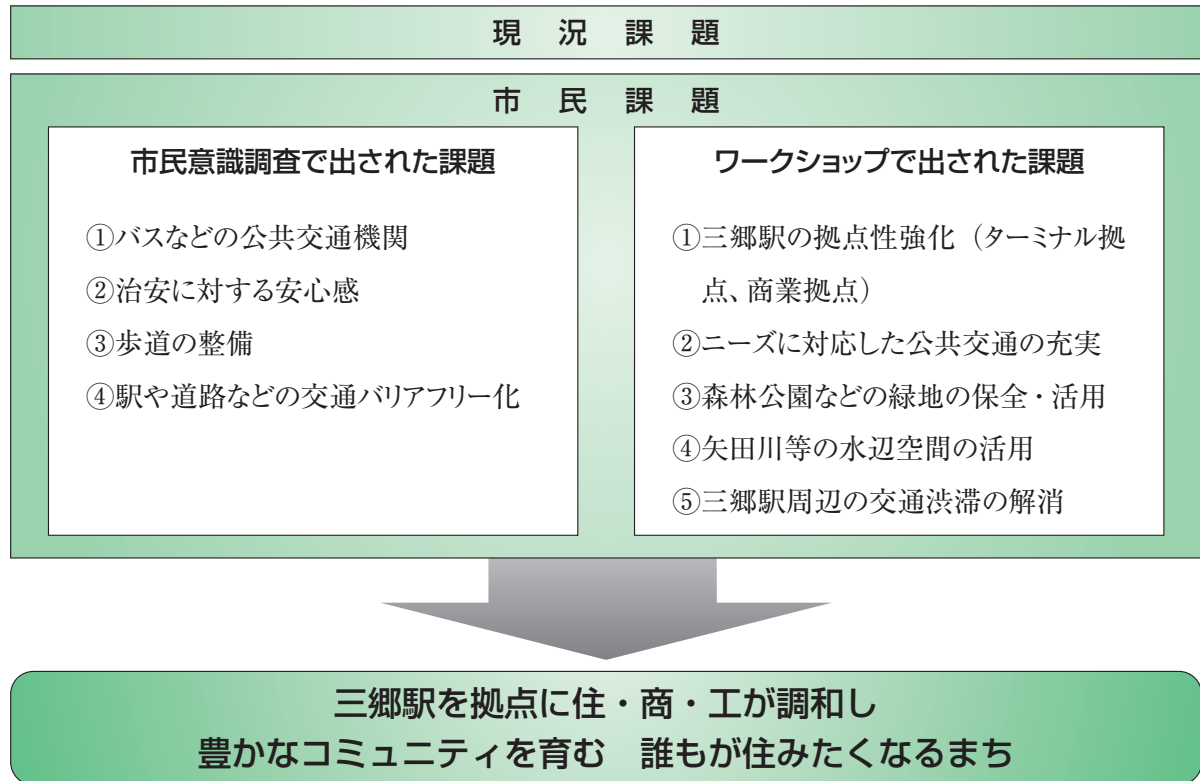 現況課題
市民課題
市民意識調査で出された課題
①バスなどの公共交通機関
②治安に対する安心感
③歩道の整備
④駅や道路などの交通バリアフリー化
ワークショップで出された課題
①三郷駅の拠点性強化（ターミナル拠
点、商業拠点）
②ニーズに対応した公共交通の充実
③森林公園などの緑地の保全・活用
④矢田川等の水辺空間の活用
⑤三郷駅周辺の交通渋滞の解消
三郷駅を拠点に住・商・工が調和し
豊かなコミュニティを育む　誰もが住みたくなるまち